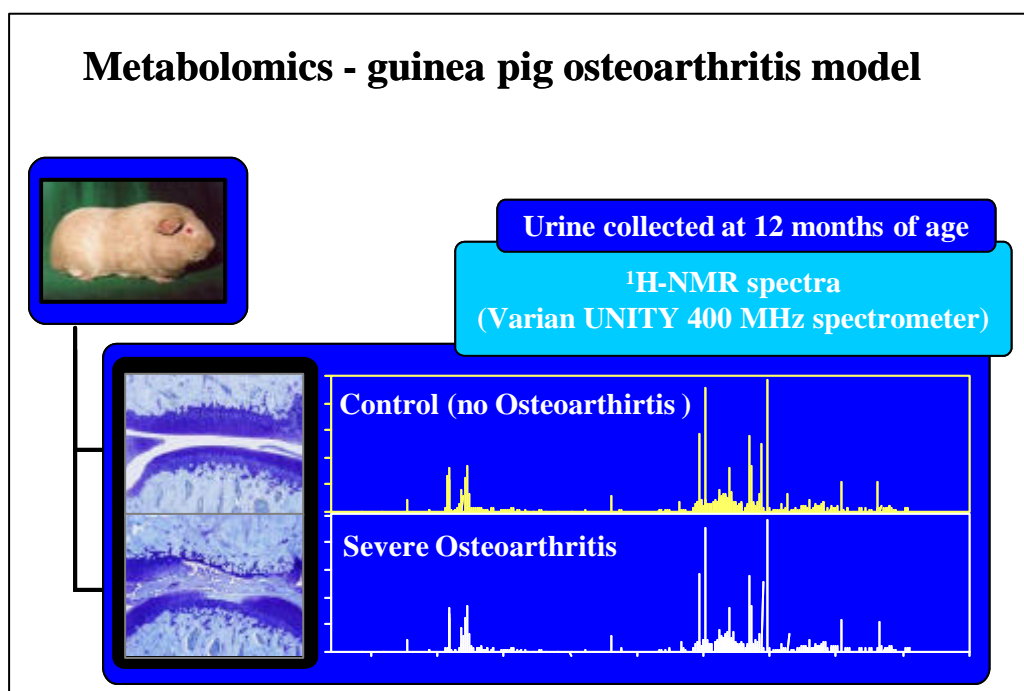 Metabolomics - guinea pig osteoarthritis model
Urine collected at 12 months of age
¹H-NMR spectra
(Varian UNITY 400 MHz spectrometer)
Control (no Osteoarthirtis )
Severe Osteoarthritis